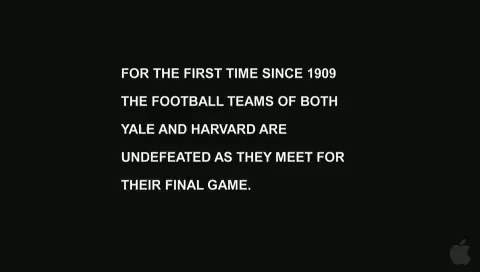 FOR THE FIRST TIME SINCE 1909
THE FOOTBALL TEAMS OF BOTH
YALE AND HARVARD ARE
UNDEFEATED AS THEY MEET FOR
THEIR FINAL GAME.